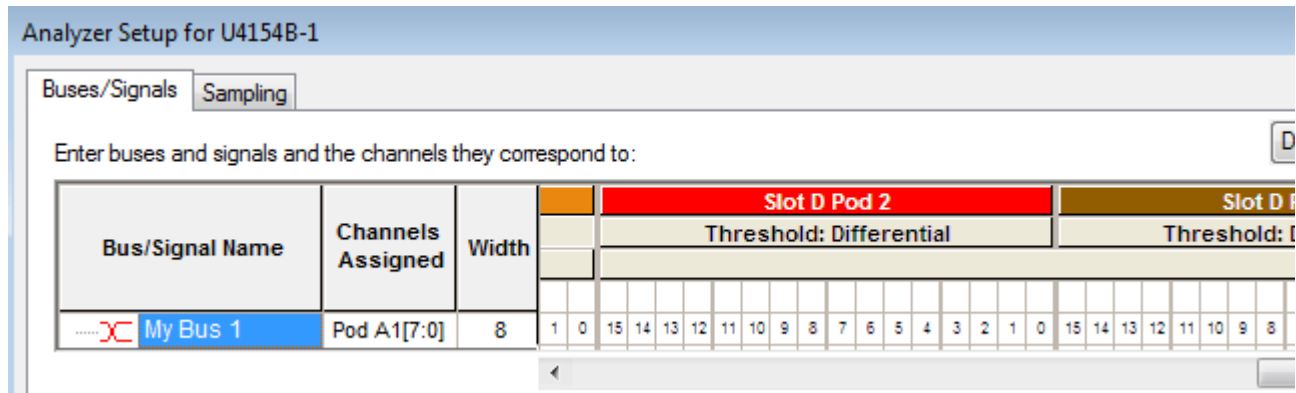 Analyzer Setup for U4154B-1
Buses/Signals Sampling
Enter buses and signals and the channels they correspond to:
D
Bus/Signal Name Channels Assigned Width Slot D Pod 2 Slot D P
Threshold: Differential Threshold: D
My Bus 1 Pod A1[7:0] 8 1 0 15 14 13 12 11 10 9 8 7 6 5 4 3 2 1 0 15 14 13 12 11 10 9 8